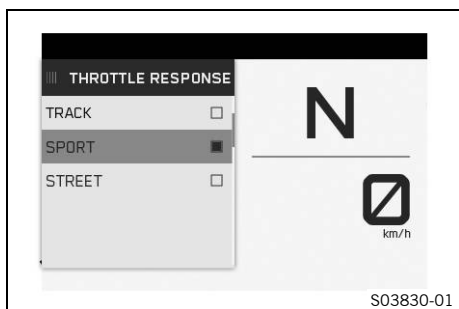 THROTTLE RESPONSE
TRACK
SPORT
STREET
N
0
km/h
S03830-01